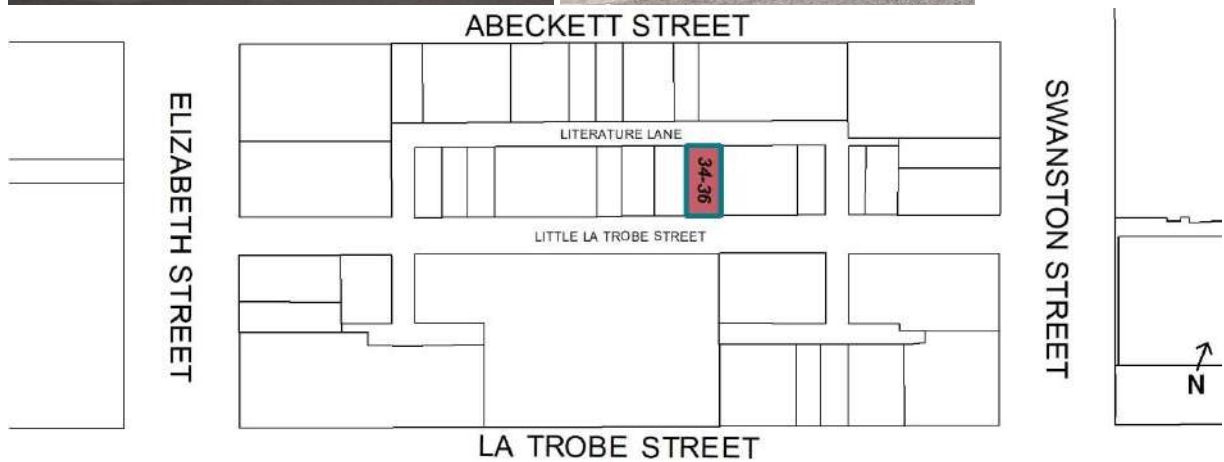 ABECKETT STREET
ELIZABETH STREET
LITERATURE LANE
34-36
SWANSTON STREET
LITTLE LA TROBE STREET
N
LA TROBE STREET